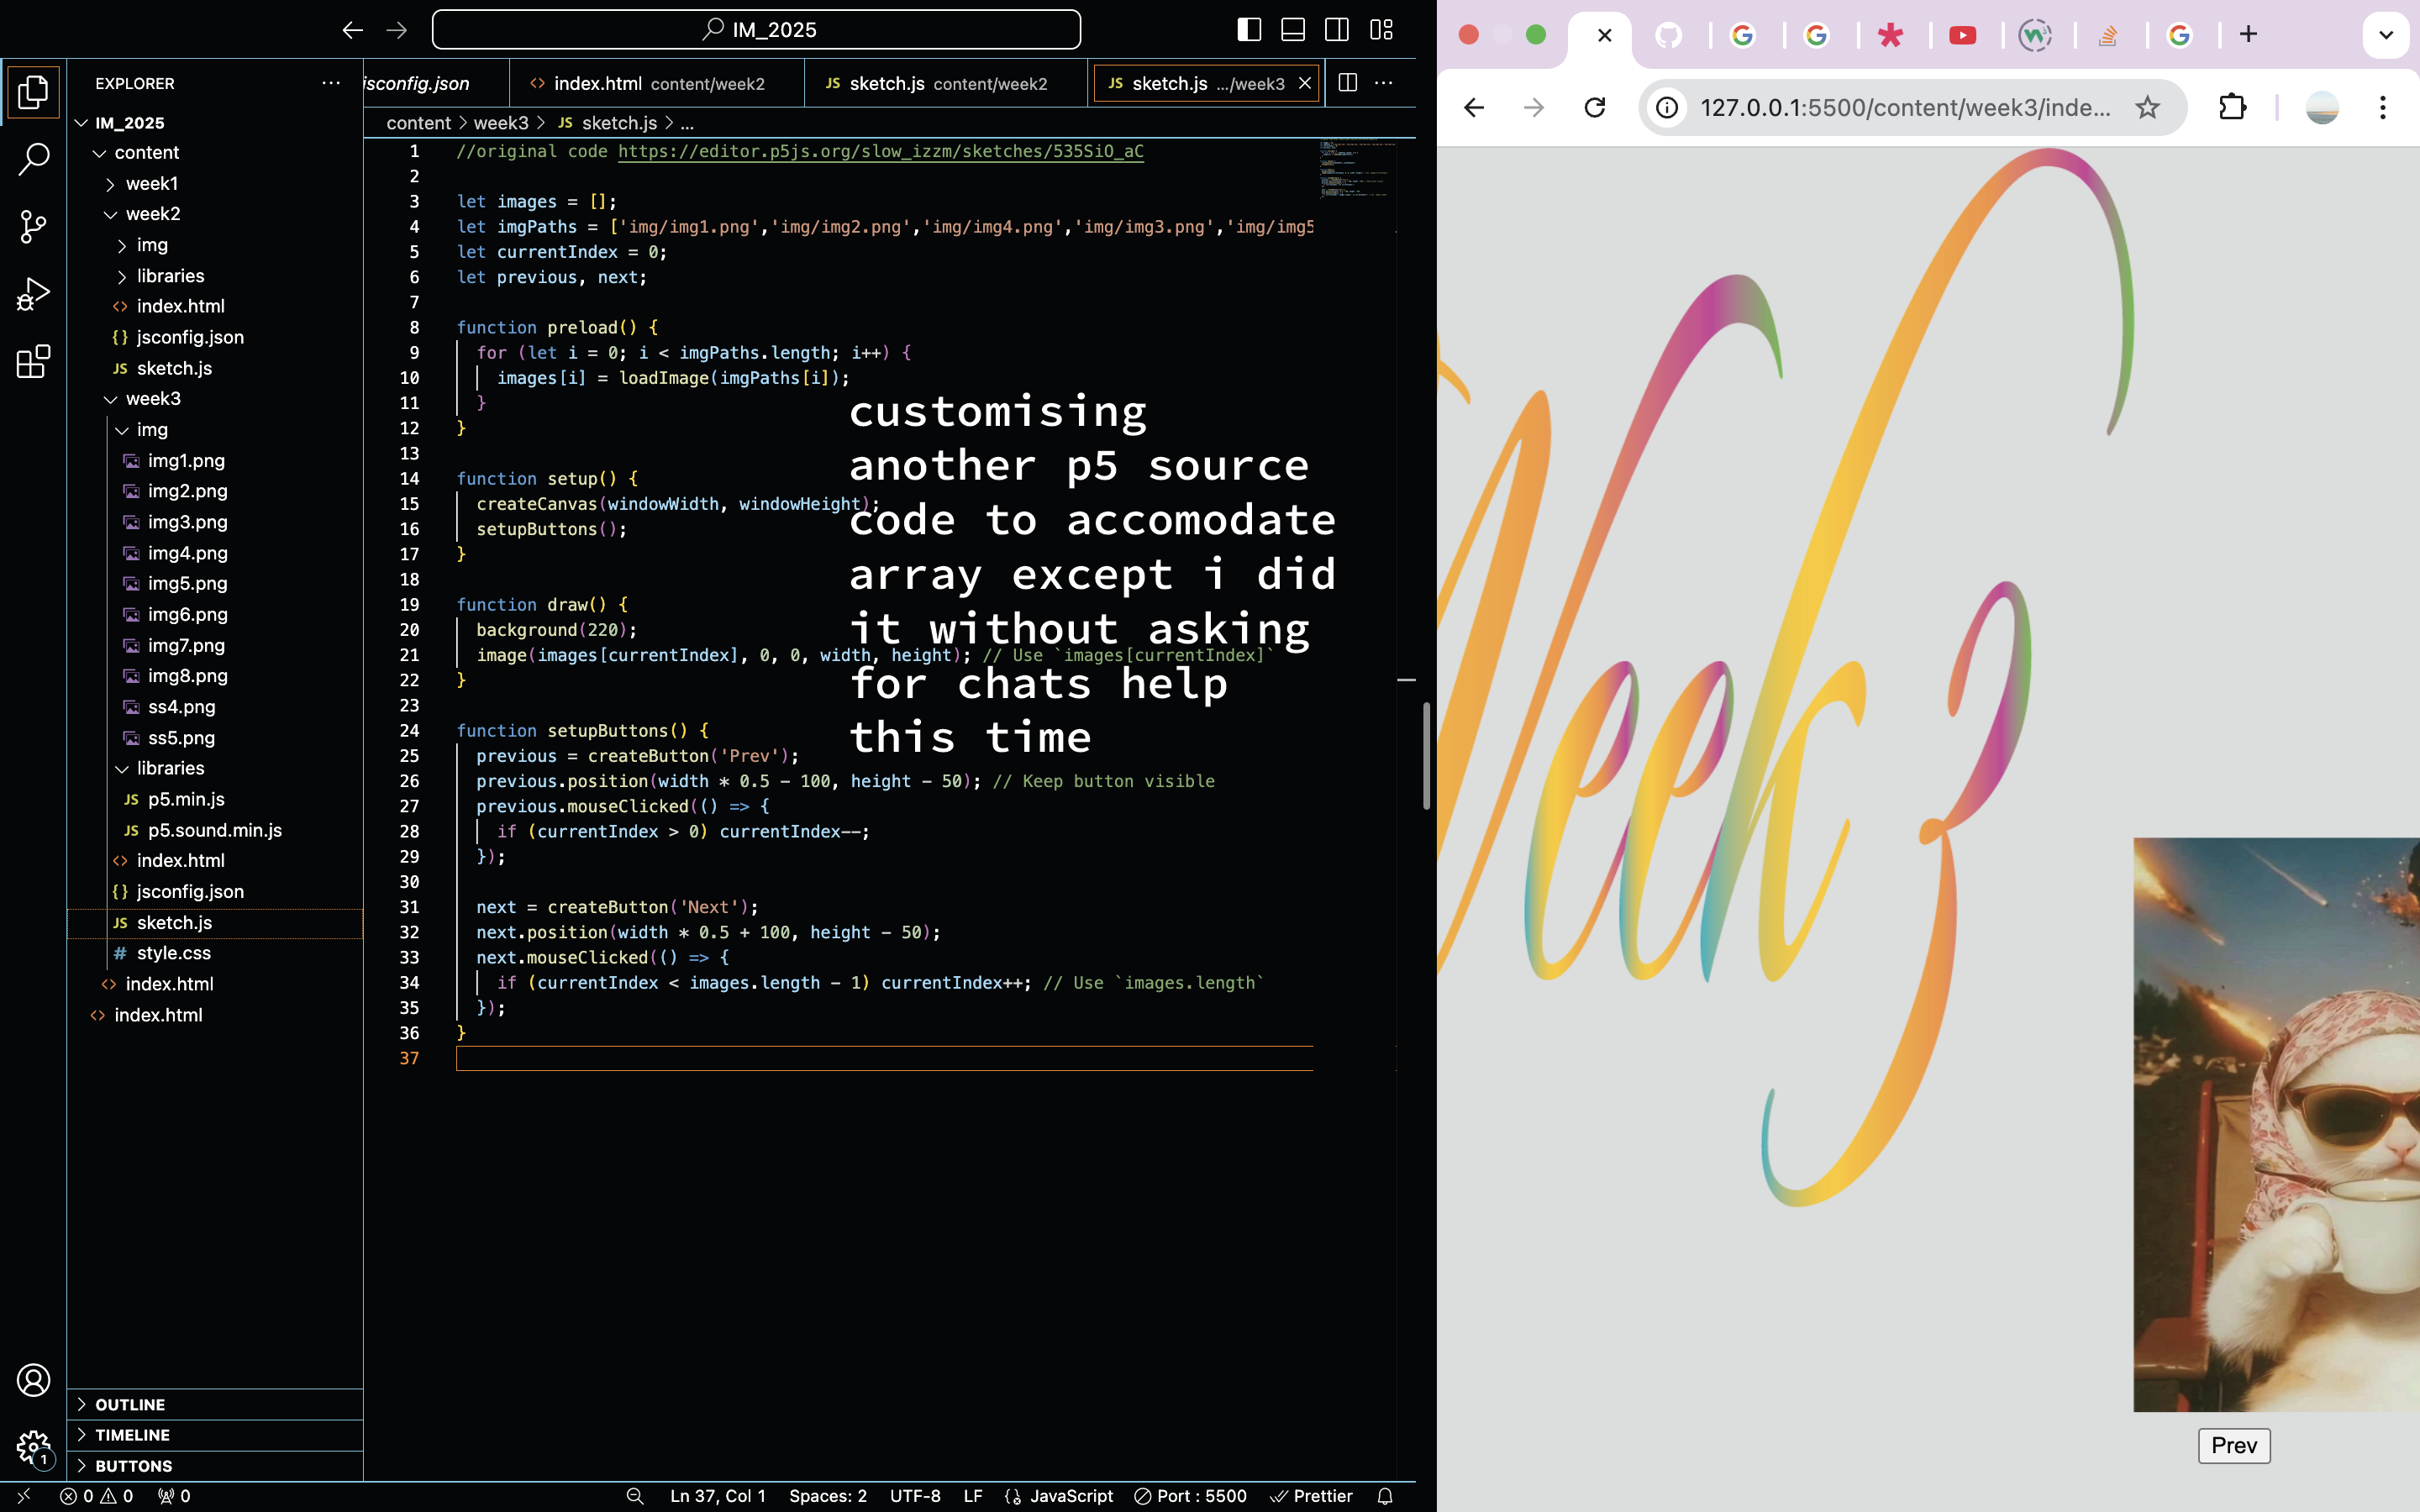 IM_2025
EXPLORER
IM_2025
content
week1
week2
img
libraries
index.html
jsconfig.json
sketch.js
week3
img
img1.png
img2.png
img3.png
img4.png
img5.png
img6.png
img7.png
img8.png
ss4.png
ss5.png
libraries
p5.min.js
p5.sound.min.js
index.html
jsconfig.json
sketch.js
style.css
index.html
index.html
OUTLINE
TIMELINE
BUTTONS
jsconfig.json
index.html content/week2
JS sketch.js content/week2
JS sketch.js .../week3
content > week3 > JS sketch.js > ...
1 //original code https://editor.p5js.org/slow_izzm/sketches/535SiO_aC
2
3 let images = [];
4 let imgPaths = ['img/img1.png','img/img2.png','img/img4.png','img/img3.png','img/img5
5 let currentIndex = 0;
6 let previous, next;
7
8 function preload() {
9 for (let i = 0; i < imgPaths.length; i++) {
10 images[i] = loadImage(imgPaths[i]);
11 }
12 }
13
14 function setup() {
15 createCanvas(windowWidth, windowHeight);
16 setupButtons();
17 }
18
19 function draw() {
20 background(220);
21 image(images[currentIndex], 0, 0, width, height); // Use `images[currentIndex]`
22 }
23
24 function setupButtons() {
25 previous = createButton('Prev');
26 previous.position(width * 0.5 - 100, height - 50); // Keep button visible
27 previous.mouseClicked(() => {
28 if (currentIndex > 0) currentIndex--;
29 });
30
31 next = createButton('Next');
32 next.position(width * 0.5 + 100, height - 50);
33 next.mouseClicked(() => {
34 if (currentIndex < images.length - 1) currentIndex++; // Use `images.length`
35 });
36 }
37
customising
another p5 source
code to accomodate
array except i did
it without asking
for chats help
this time
0 0 0
Ln 37, Col 1 Spaces: 2 UTF-8 LF JavaScript Port : 5500 Prettier
1
127.0.0.1:5500/content/week3/inde...
Week 3
Prev